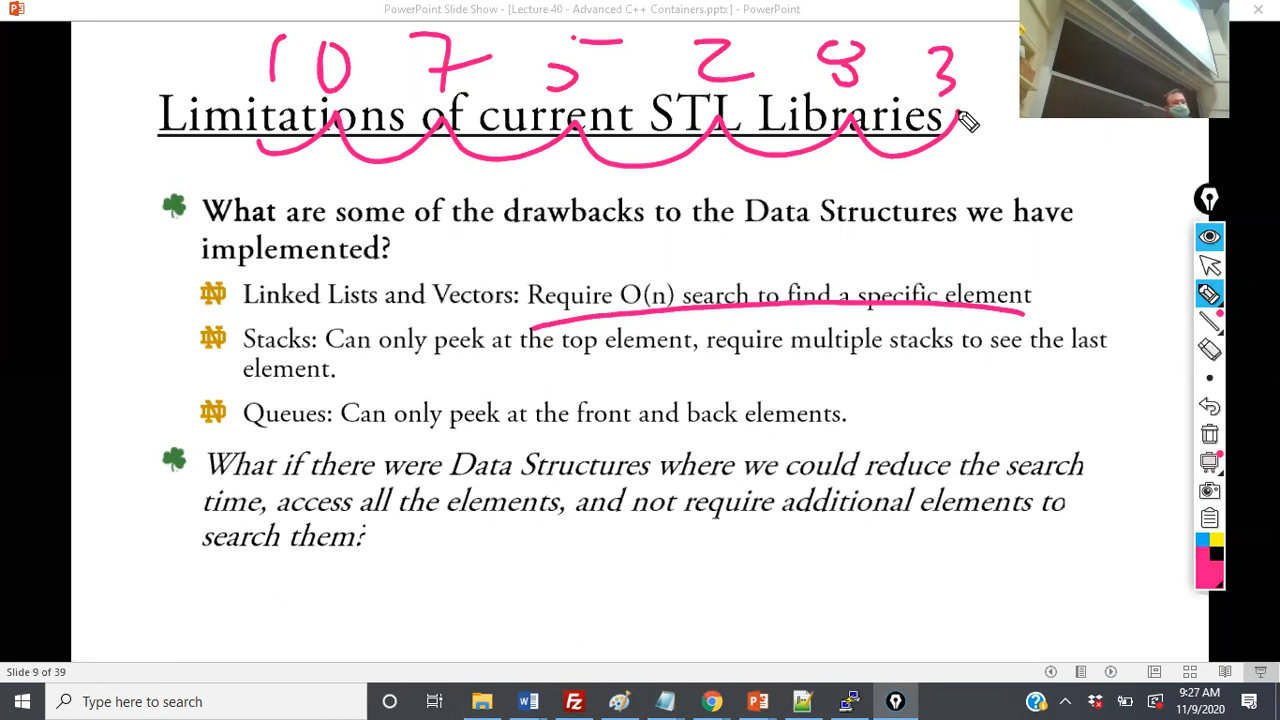 PowerPoint Slide Show - [Lecture 40 - Advanced C++ Containers.pptx] - PowerPoint
10 7 5 2 8 3
Limitations of current STL Libraries
What are some of the drawbacks to the Data Structures we have
implemented?
Linked Lists and Vectors: Require O(n) search to find a specific element
Stacks: Can only peek at the top element, require multiple stacks to see the last
element.
Queues: Can only peek at the front and back elements.
What if there were Data Structures where we could reduce the search
time, access all the elements, and not require additional elements to
search them?
Slide 9 of 39
Type here to search
9:27 AM
11/9/2020